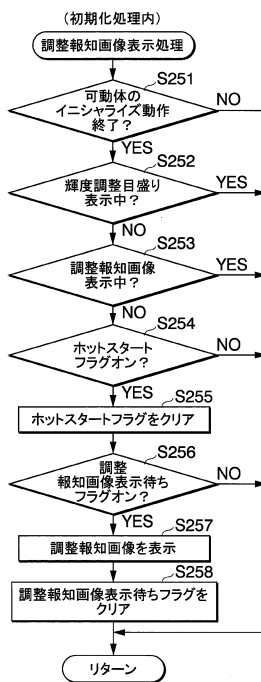 （初期化処理内）
調整報知画像表示処理
S251
可動体の
イニシャライズ動作
終了？
NO
YES
S252
輝度調整目盛り
表示中？
YES
NO
S253
調整報知画像
表示中？
YES
NO
S254
ホットスタート
フラグオン？
NO
YES
S255
ホットスタートフラグをクリア
S256
調整
報知画像表示待ち
フラグオン？
NO
YES
S257
調整報知画像を表示
S258
調整報知画像表示待ちフラグを
クリア
リターン